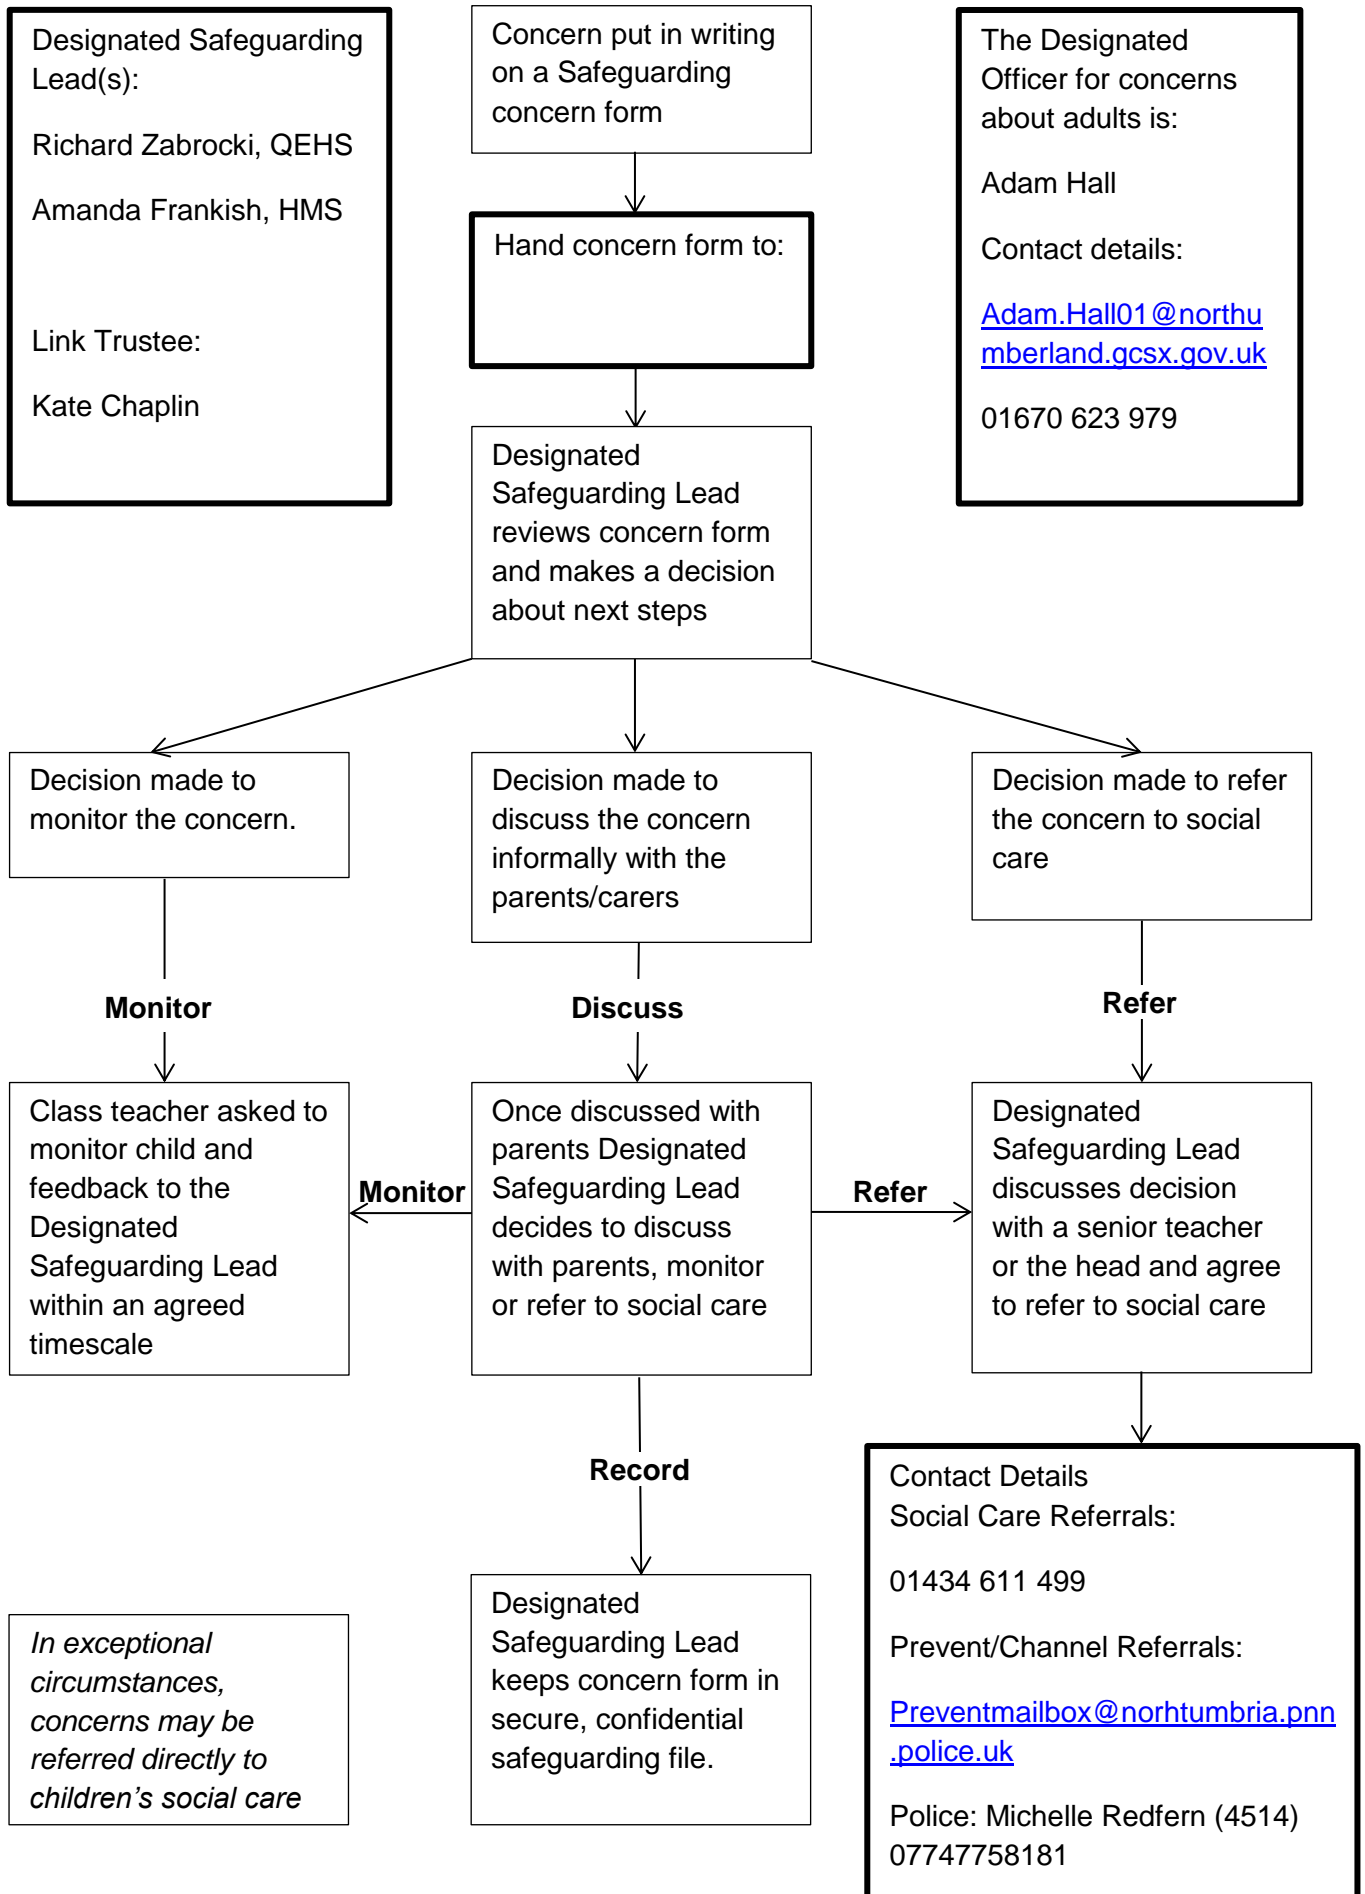 Designated Safeguarding
Lead(s):
Richard Zabrocki, QEHS
Amanda Frankish, HMS
Link Trustee:
Kate Chaplin
Concern put in writing
on a Safeguarding
concern form
The Designated
Officer for concerns
about adults is:
Adam Hall
Contact details:
Adam.Hall01@northu
mberland.gcsx.gov.uk
01670 623 979
Hand concern form to:
Designated
Safeguarding Lead
reviews concern form
and makes a decision
about next steps
Decision made to
monitor the concern.
Decision made to
discuss the concern
informally with the
parents/carers
Decision made to refer
the concern to social
care
Monitor
Discuss
Refer
Class teacher asked to
monitor child and
feedback to the
Designated
Safeguarding Lead
within an agreed
timescale
Monitor
Once discussed with
parents Designated
Safeguarding Lead
decides to discuss
with parents, monitor
or refer to social care
Refer
Designated
Safeguarding Lead
discusses decision
with a senior teacher
or the head and agree
to refer to social care
Record
Contact Details
Social Care Referrals:
01434 611 499
Prevent/Channel Referrals:
Preventmailbox@norhtumbria.pnn
.police.uk
Police: Michelle Redfern (4514)
07747758181
Designated
Safeguarding Lead
keeps concern form in
secure, confidential
safeguarding file.
In exceptional
circumstances,
concerns may be
referred directly to
children’s social care